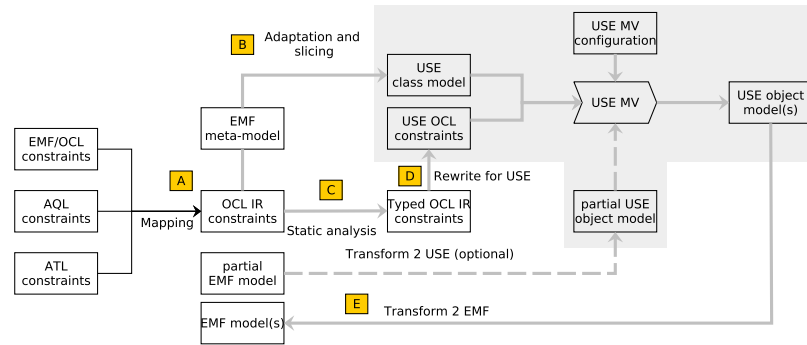 B
Adaptation and
slicing
USE MV
configuration
USE
class model
USE MV
USE object
model(s)
EMF
meta-model
USE OCL
constraints
EMF/OCL
constraints
A
Mapping
C
D
Rewrite for USE
AQL
constraints
OCL IR
constraints
Static analysis
Typed OCL IR
constraints
partial USE
object model
ATL
constraints
partial
EMF model
Transform 2 USE (optional)
EMF model(s)
E
Transform 2 EMF